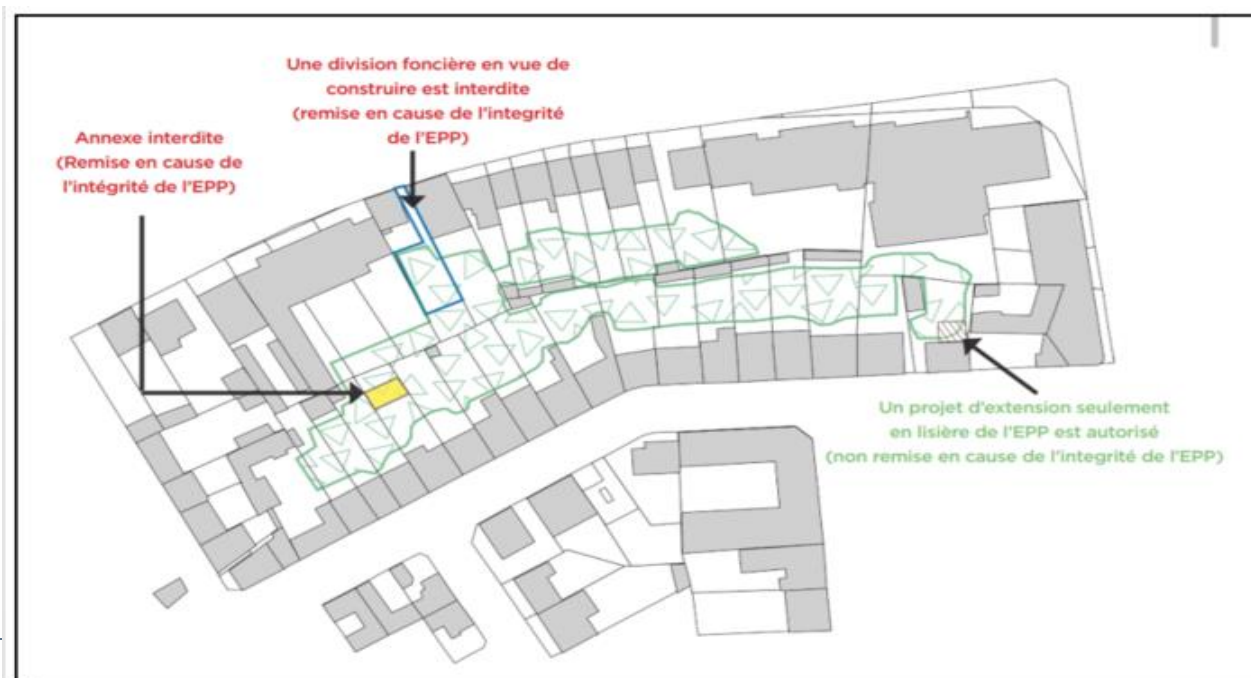 Une division foncière en vue de
construire est interdite
(remise en cause de l'integrité
de l'EPP)
Annexe interdite
(Remise en cause de
l'intégrité de l'EPP)
Un projet d'extension seulement
en lisière de l'EPP est autorisé
(non remise en cause de l'integrité de l'EPP)